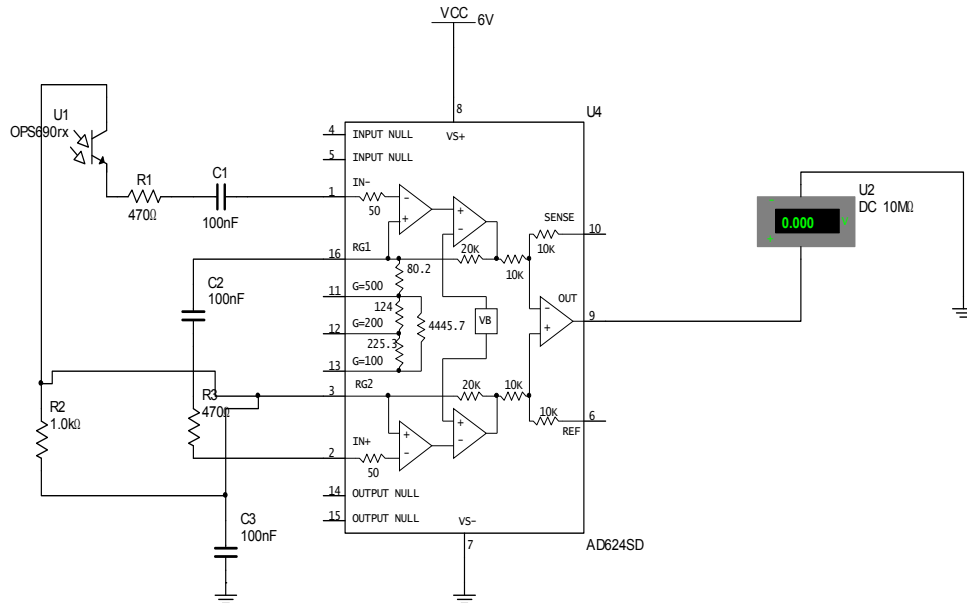 VCC
6V
8
U4
VS+
4 INPUT NULL
5 INPUT NULL
U1
OPS690rx
R1
470Ω
C1
100nF
1 IN-
50
16 RG1
80.2
20K
10K
SENSE
10K
10
11 G=500
124
12 G=200
225.3
13 G=100
4445.7
VB
OUT
9
3 RG2
20K
10K
10K
6
REF
2 IN+
50
14 OUTPUT NULL
15 OUTPUT NULL
VS-
7
AD624SD
C2
100nF
R2
1.0kΩ
R3
470Ω
C3
100nF
U2
DC 10MΩ
0.000 V